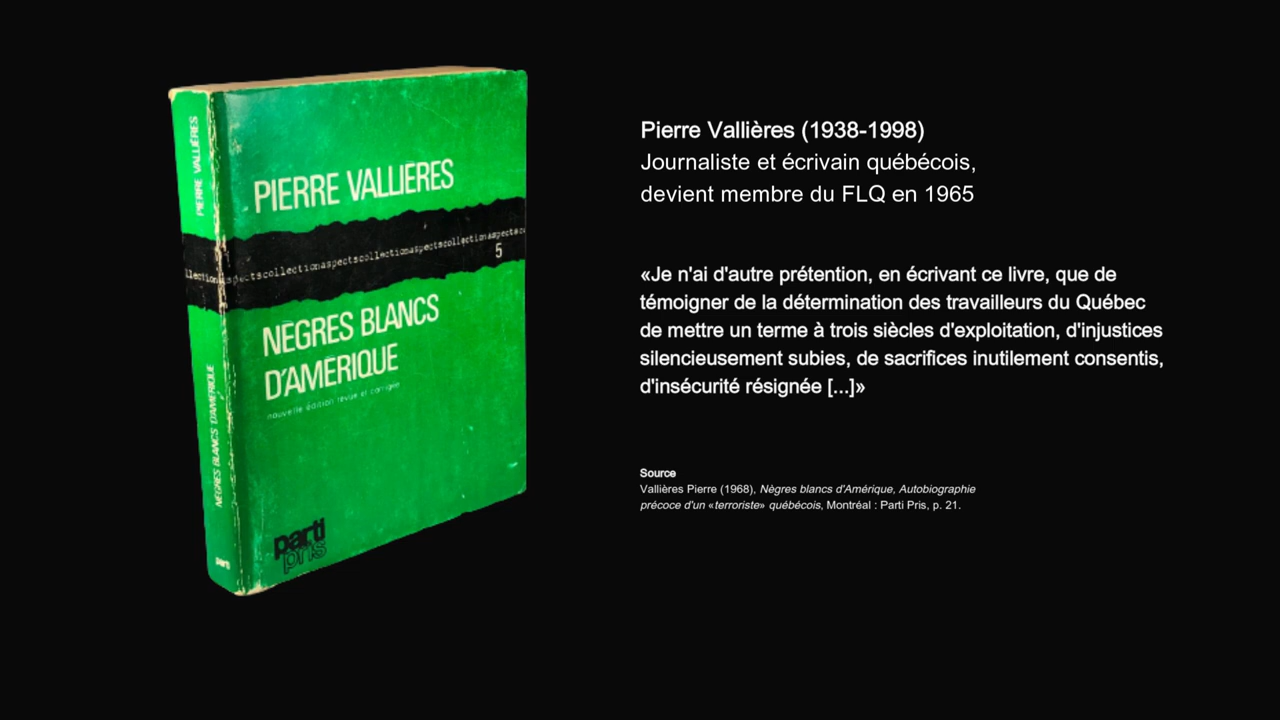 PIERRE VALLIÈRES
PIERRE VALLIÈRES
collectionaspectscollectionaspectscollectionaspects
5
NÈGRES BLANCS
D'AMÉRIQUE
nouvelle édition revue et corrigée
NÈGRES BLANCS D'AMÉRIQUE
parti
pris
parti
Pierre Vallières (1938-1998)
Journaliste et écrivain québécois,
devient membre du FLQ en 1965
«Je n'ai d'autre prétention, en écrivant ce livre, que de
témoigner de la détermination des travailleurs du Québec
de mettre un terme à trois siècles d'exploitation, d'injustices
silencieusement subies, de sacrifices inutilement consentis,
d'insécurité résignée [...]»
Source
Vallières Pierre (1968), Nègres blancs d'Amérique, Autobiographie
précoce d'un «terroriste» québécois, Montréal : Parti Pris, p. 21.